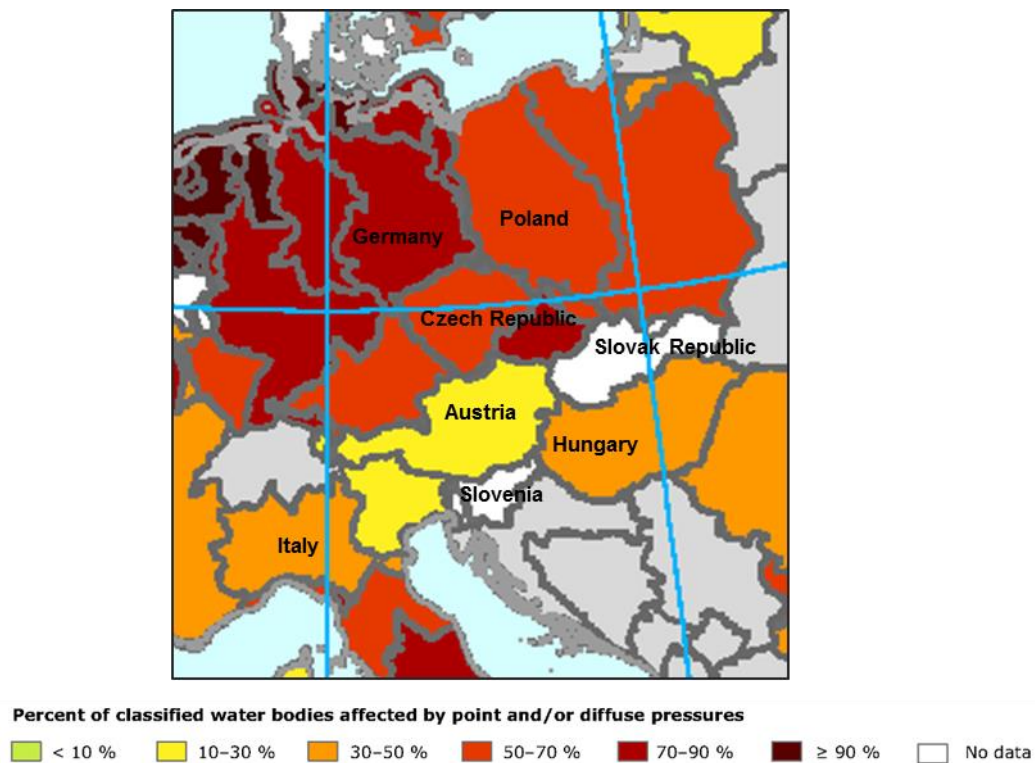 Poland
Germany
Czech Republic
Slovak Republic
Austria
Hungary
Slovenia
Italy
Percent of classified water bodies affected by point and/or diffuse pressures
< 10 % 10–30 % 30–50 % 50–70 % 70–90 % ≥ 90 % No data